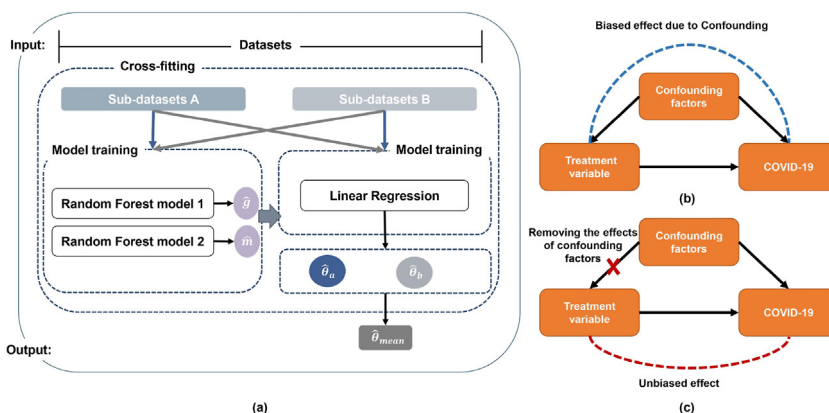 Input:
Datasets
Cross-fitting
Sub-datasets A
Sub-datasets B
Model training
Model training
Random Forest model 1
ĝ
Random Forest model 2
m̂
Linear Regression
θ̂a
θ̂b
Output:
θ̂mean
(a)
Biased effect due to Confounding
Confounding
factors
Treatment
variable
COVID-19
(b)
Removing the effects
of confounding
factors
Confounding
factors
Treatment
variable
COVID-19
Unbiased effect
(c)